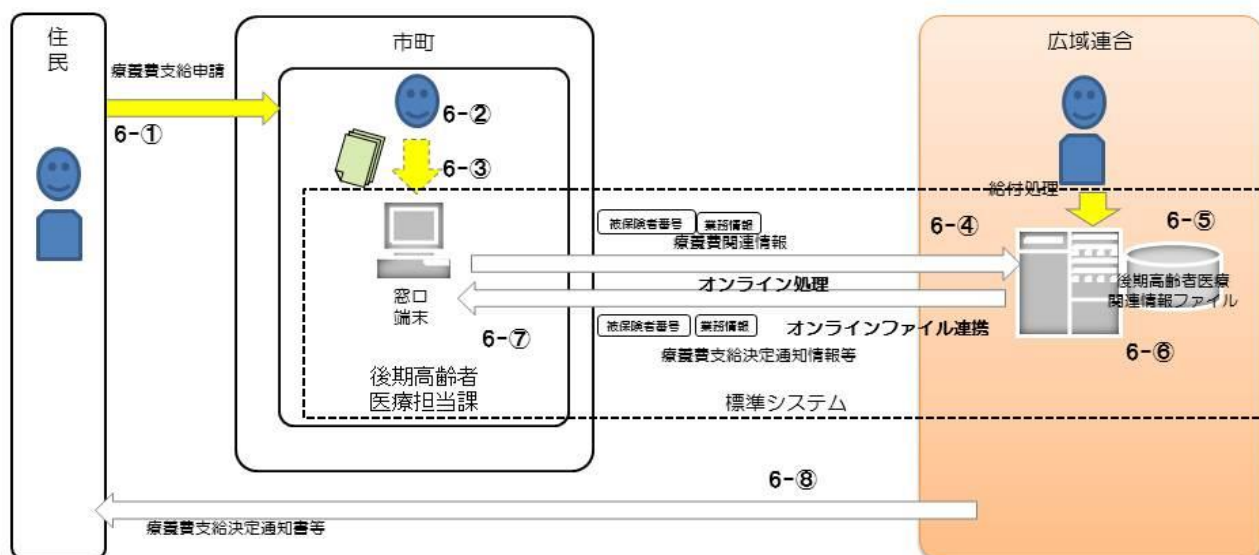 住
民
市町
広域連合
療養費支給申請
6-①
6-②
6-③
給付処理
6-④
6-⑤
被保険者番号
業務情報
療養費関連情報
オンライン処理
後期高齢者医療
関連情報ファイル
窓口
端末
6-⑦
被保険者番号
業務情報
オンラインファイル連携
療養費支給決定通知情報等
6-⑥
後期高齢者
医療担当課
標準システム
6-⑧
療養費支給決定通知書等